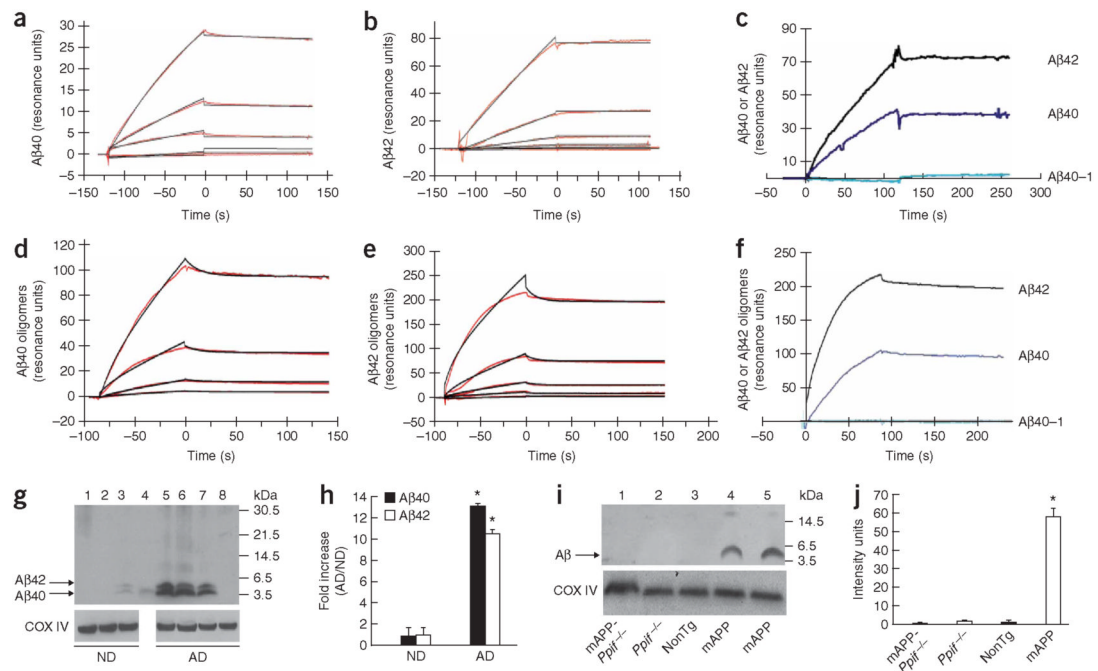 a
Aβ40 (resonance units)
30
25
20
15
10
5
0
−5
−150 −100 −50 0 50 100 150
Time (s)
b
Aβ42 (resonance units)
80
60
40
20
0
−20
−150 −100 −50 0 50 100 150
Time (s)
c
Aβ40 or Aβ42
(resonance units)
90
70
50
30
10
−50 0 50 100 150 200 250 300
Time (s)
Aβ42
Aβ40
Aβ40–1
d
Aβ40 oligomers
(resonance units)
120
100
80
60
40
20
0
−20
−100 −50 0 50 100 150
Time (s)
e
Aβ42 oligomers
(resonance units)
300
250
200
150
100
50
0
−50
−100 −50 0 50 100 150 200
Time (s)
f
Aβ40 or Aβ42 oligomers
(resonance units)
250
200
150
100
50
0
−50
−50 0 50 100 150 200
Time (s)
Aβ42
Aβ40
Aβ40–1
g
1 2 3 4 5 6 7 8 kDa
30.5
21.5
14.5
6.5
3.5
Aβ42
Aβ40
COX IV
ND AD
h
Fold increase
(AD/ND)
14
12
10
8
6
4
2
0
Aβ40
Aβ42
*
*
ND AD
i
1 2 3 4 5 kDa
14.5
6.5
3.5
Aβ
COX IV
mAPP-
Ppif−/−
Ppif−/−
NonTg
mAPP
mAPP
j
Intensity units
70
60
50
40
30
20
10
0
*
mAPP-
Ppif−/−
Ppif−/−
NonTg
mAPP